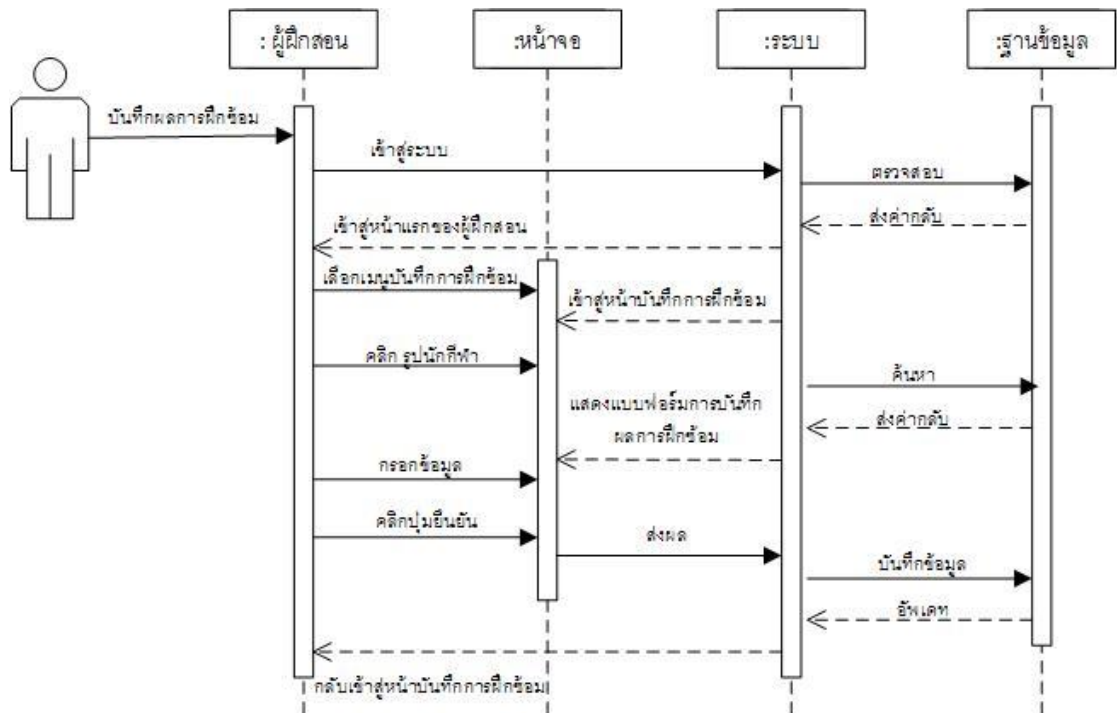 : ผู้ฝึกสอน
:หน้าจอ
:ระบบ
:ฐานข้อมูล
บันทึกผลการฝึกซ้อม
เข้าสู่ระบบ
ตรวจสอบ
ส่งค่ากลับ
เข้าสู่หน้าแรกของผู้ฝึกสอน
เลือกเมนูบันทึกการฝึกซ้อม
เข้าสู่หน้าบันทึกการฝึกซ้อม
คลิก รูปนักกีฬา
ค้นหา
แสดงแบบฟอร์มการบันทึก
ผลการฝึกซ้อม
ส่งค่ากลับ
กรอกข้อมูล
คลิกปุ่มยืนยัน
ส่งผล
บันทึกข้อมูล
อัพเดท
กลับเข้าสู่หน้าบันทึกการฝึกซ้อม